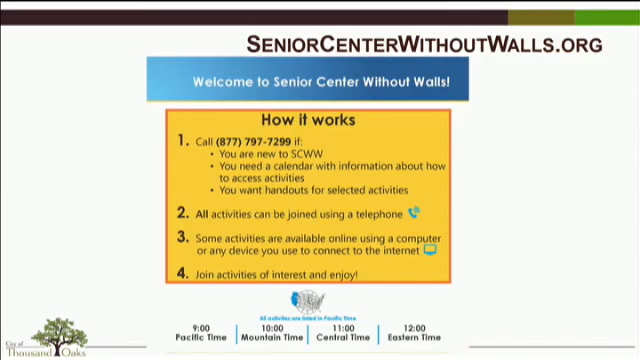 SENIORCENTERWITHOUTWALLS.ORG
Welcome to Senior Center Without Walls!
How it works
1. Call (877) 797-7299 if:
• You are new to SCWW
• You need a calendar with information about how
to access activities
• You want handouts for selected activities
2. All activities can be joined using a telephone
3. Some activities are available online using a computer
or any device you use to connect to the internet
4. Join activities of interest and enjoy!
All activities are listed in Pacific Time
9:00 10:00 11:00 12:00
Pacific Time Mountain Time Central Time Eastern Time
City of
Thousand Oaks